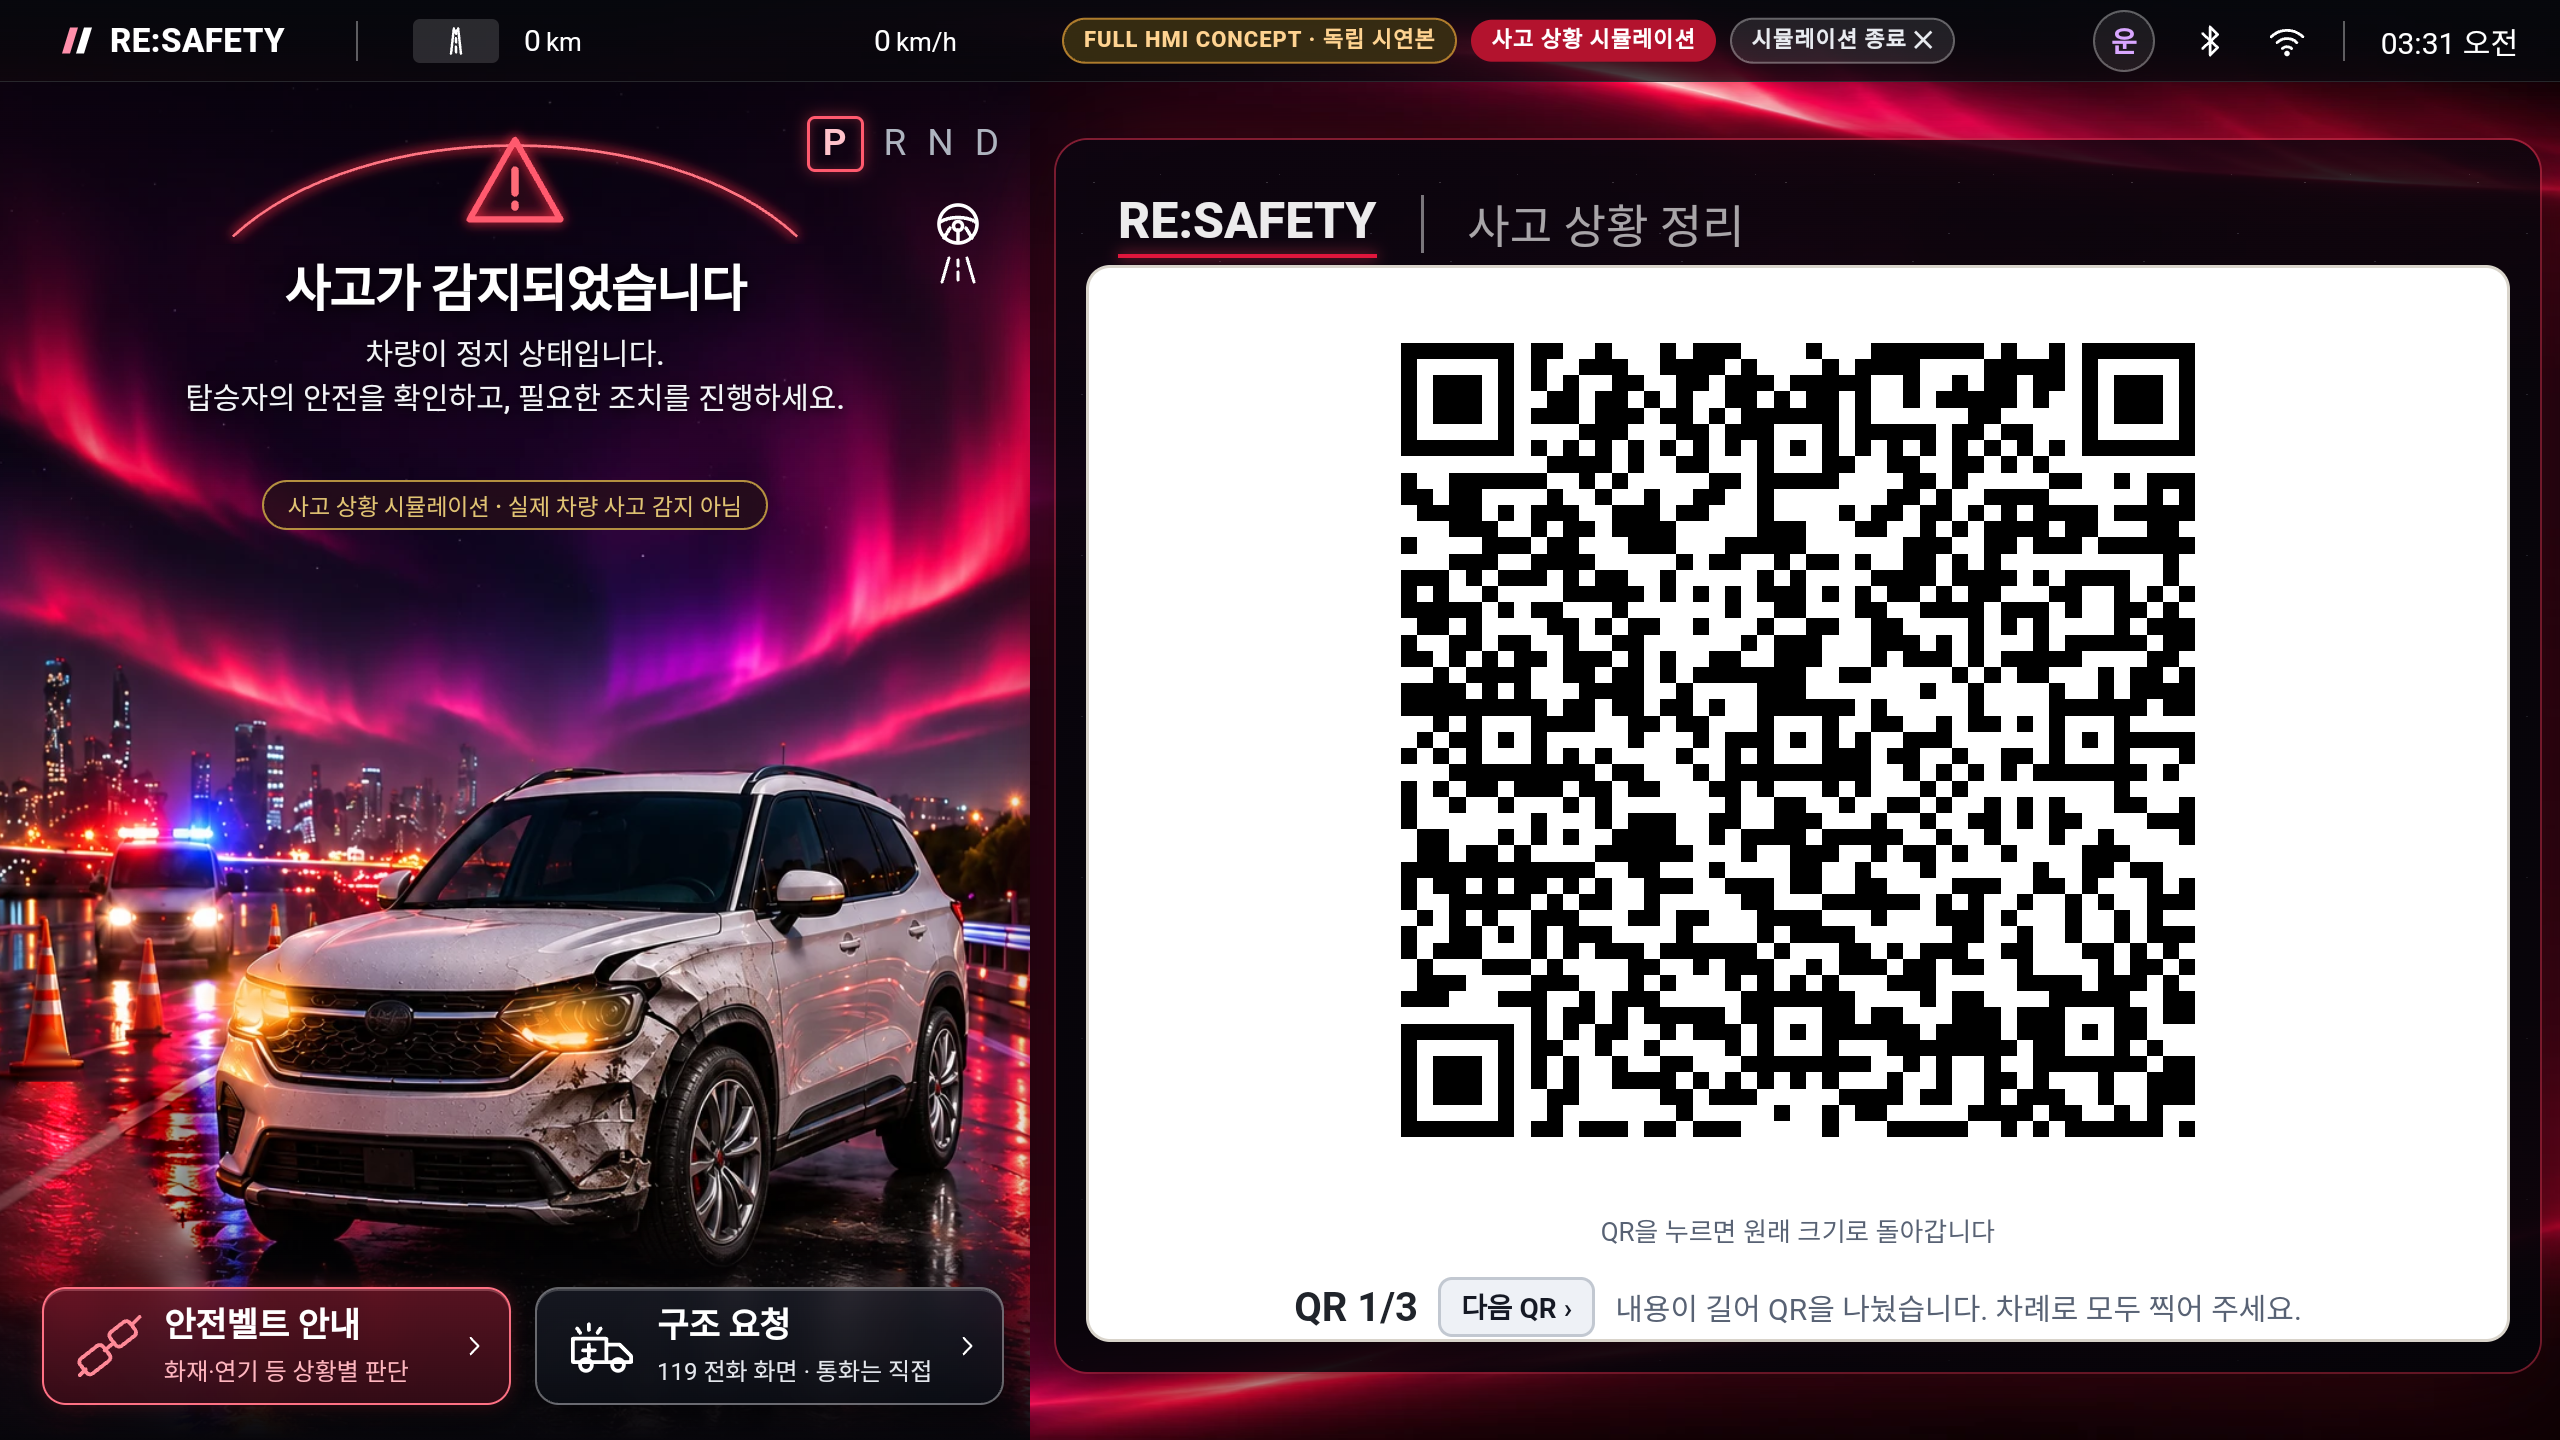 RE:SAFETY
0 km
0 km/h
FULL HMI CONCEPT · 독립 시연본
사고 상황 시뮬레이션
시뮬레이션 종료 ✕
운
03:31 오전
P R N D
사고가 감지되었습니다
차량이 정지 상태입니다.
탑승자의 안전을 확인하고, 필요한 조치를 진행하세요.
사고 상황 시뮬레이션 · 실제 차량 사고 감지 아님
안전벨트 안내
화재·연기 등 상황별 판단
구조 요청
119 전화 화면 · 통화는 직접
RE:SAFETY
사고 상황 정리
QR을 누르면 원래 크기로 돌아갑니다
QR 1/3
다음 QR ›
내용이 길어 QR을 나눴습니다. 차례로 모두 찍어 주세요.